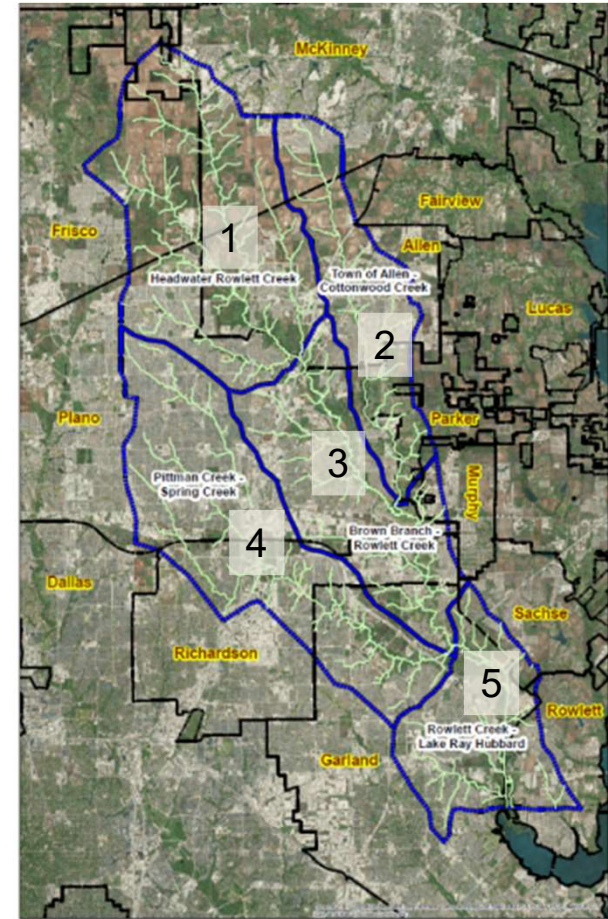 McKinney
Fairview
Frisco
1
Allen
Headwater Rowlett Creek
Town of Allen -
Cottonwood Creek
Lucas
2
Plano
Parker
3
Pittman Creek -
Spring Creek
Murphy
4
Brown Branch -
Rowlett Creek
Dallas
Sachse
Richardson
5
Rowlett
Rowlett Creek -
Lake Ray Hubbard
Garland